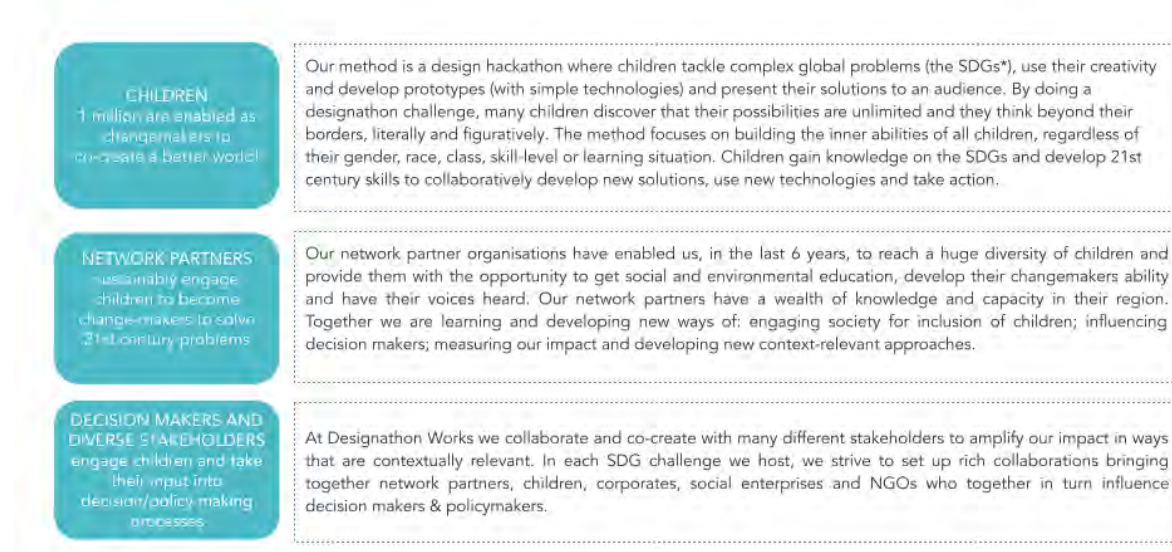 CHILDREN
1 million are enabled as
changemakers to
co-create a better world!
Our method is a design hackathon where children tackle complex global problems (the SDGs*), use their creativity
and develop prototypes (with simple technologies) and present their solutions to an audience. By doing a
designathon challenge, many children discover that their possibilities are unlimited and they think beyond their
borders, literally and figuratively. The method focuses on building the inner abilities of all children, regardless of
their gender, race, class, skill-level or learning situation. Children gain knowledge on the SDGs and develop 21st
century skills to collaboratively develop new solutions, use new technologies and take action.
NETWORK PARTNERS
sustainably engage
children to become
change-makers to solve
21st century problems
Our network partner organisations have enabled us, in the last 6 years, to reach a huge diversity of children and
provide them with the opportunity to get social and environmental education, develop their changemakers ability
and have their voices heard. Our network partners have a wealth of knowledge and capacity in their region.
Together we are learning and developing new ways of: engaging society for inclusion of children; influencing
decision makers; measuring our impact and developing new context-relevant approaches.
DECISION MAKERS AND
DIVERSE STAKEHOLDERS
engage children and take
their input into
decision/policy making
processes
At Designathon Works we collaborate and co-create with many different stakeholders to amplify our impact in ways
that are contextually relevant. In each SDG challenge we host, we strive to set up rich collaborations bringing
together network partners, children, corporates, social enterprises and NGOs who together in turn influence
decision makers & policymakers.